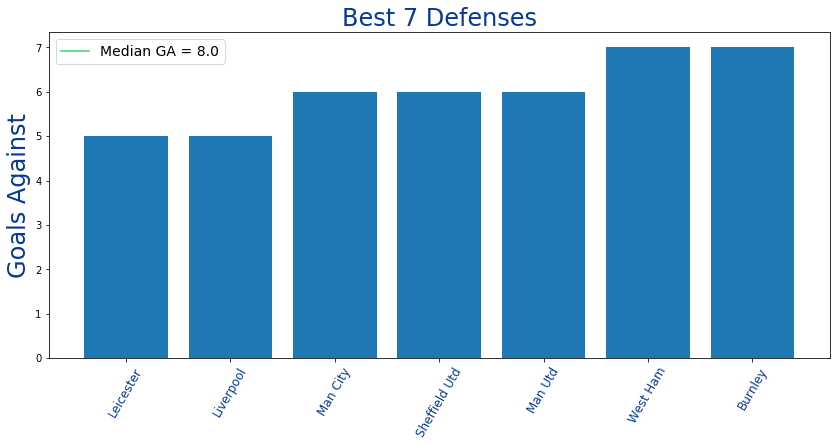 Best 7 Defenses
Median GA = 8.0
Goals Against
7
6
5
4
3
2
1
0
Leicester
Liverpool
Man City
Sheffield Utd
Man Utd
West Ham
Burnley